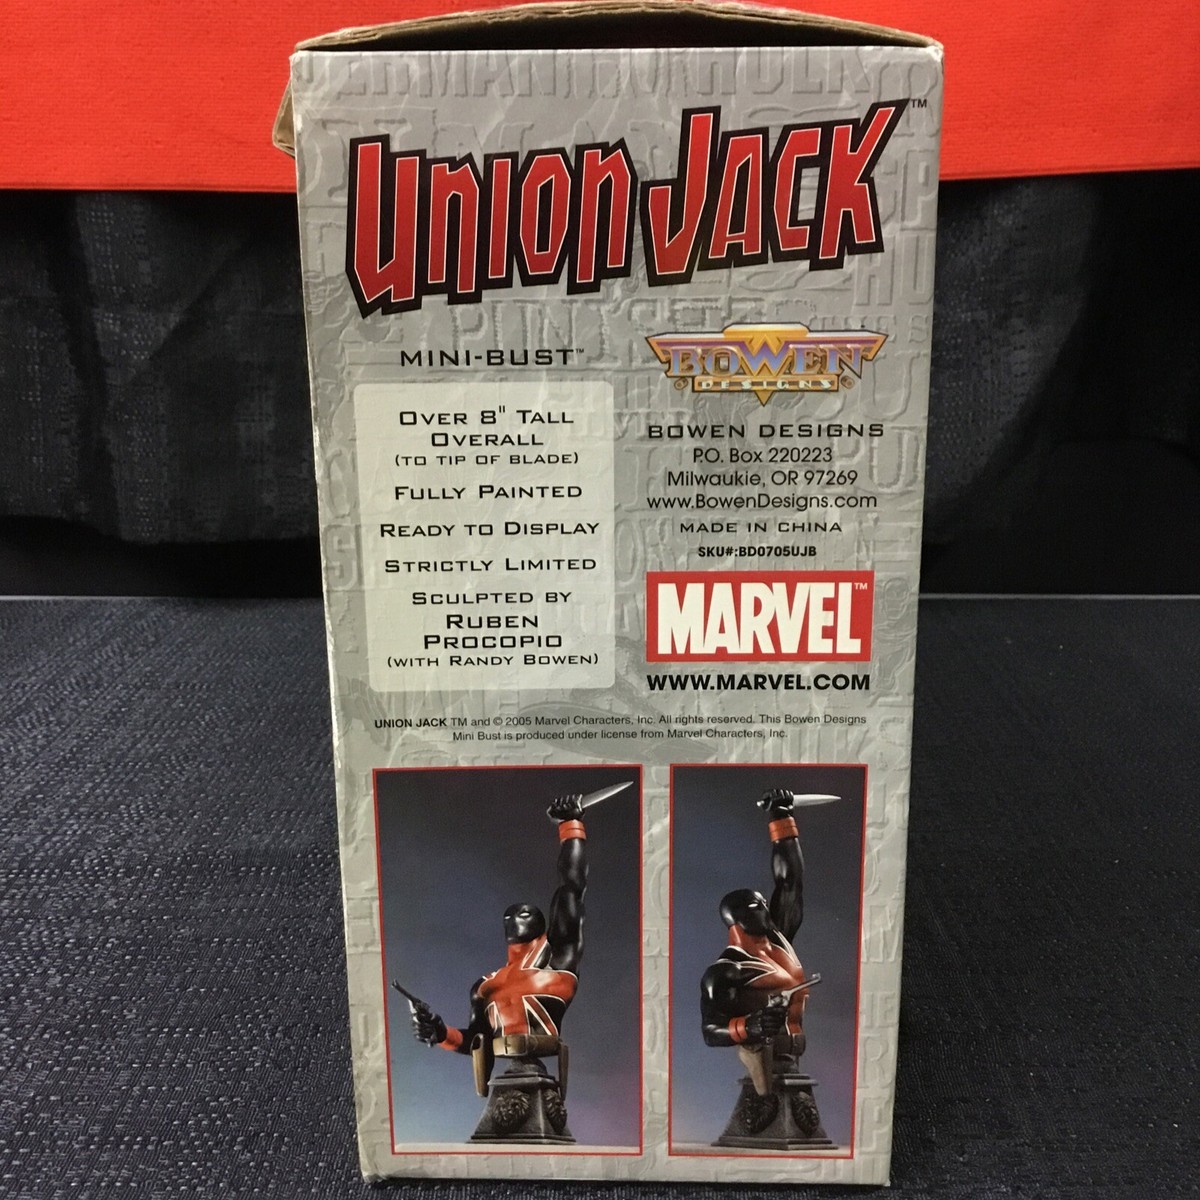 UNION JACK™
MINI-BUST™
OVER 8" TALL
OVERALL
(TO TIP OF BLADE)
FULLY PAINTED
READY TO DISPLAY
STRICTLY LIMITED
SCULPTED BY
RUBEN
PROCOPIO
(WITH RANDY BOWEN)
BOWEN
DESIGNS
BOWEN DESIGNS
P.O. Box 220223
Milwaukie, OR 97269
www.BowenDesigns.com
MADE IN CHINA
SKU#:BD0705UJB
MARVEL™
WWW.MARVEL.COM
UNION JACK TM and © 2005 Marvel Characters, Inc. All rights reserved. This Bowen Designs
Mini Bust is produced under license from Marvel Characters, Inc.